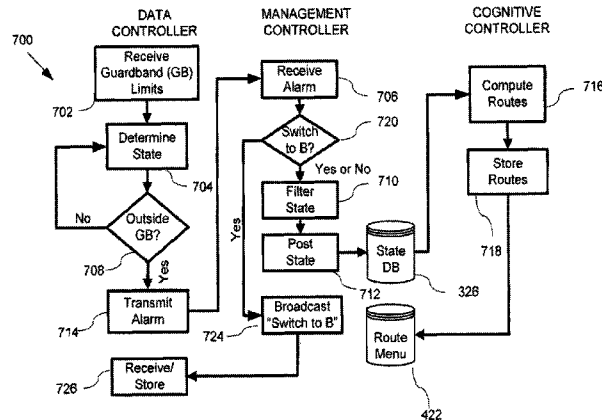 DATA
CONTROLLER
MANAGEMENT
CONTROLLER
COGNITIVE
CONTROLLER
700
Receive
Guardband (GB)
Limits
702
Determine
State
704
No
Outside
GB?
708
Yes
Transmit
Alarm
714
Receive/
Store
726
Receive
Alarm
706
Switch
to B?
720
Yes or No
Yes
Filter
State
710
Post
State
712
Broadcast
"Switch to B"
724
State
DB
326
Route
Menu
422
Compute
Routes
716
Store
Routes
718